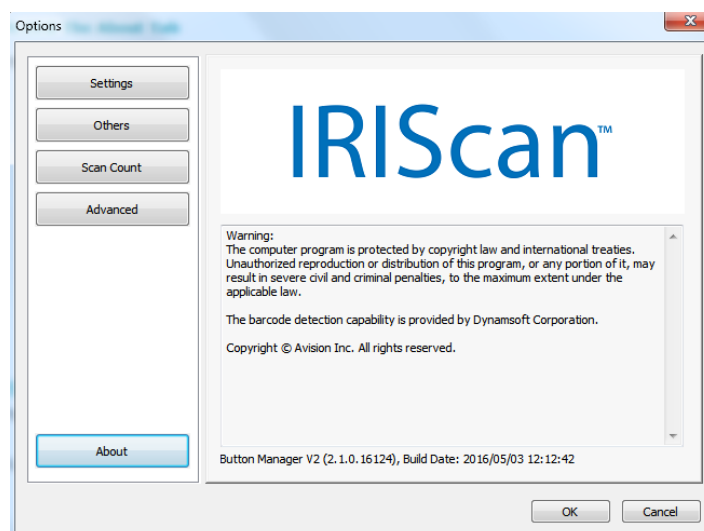 Options
Settings
Others
Scan Count
Advanced
About
IRIScan™
Warning:
The computer program is protected by copyright law and international treaties.
Unauthorized reproduction or distribution of this program, or any portion of it, may
result in severe civil and criminal penalties, to the maximum extent under the
applicable law.
The barcode detection capability is provided by Dynamsoft Corporation.
Copyright © Avision Inc. All rights reserved.
Button Manager V2 (2.1.0.16124), Build Date: 2016/05/03 12:12:42
OK
Cancel